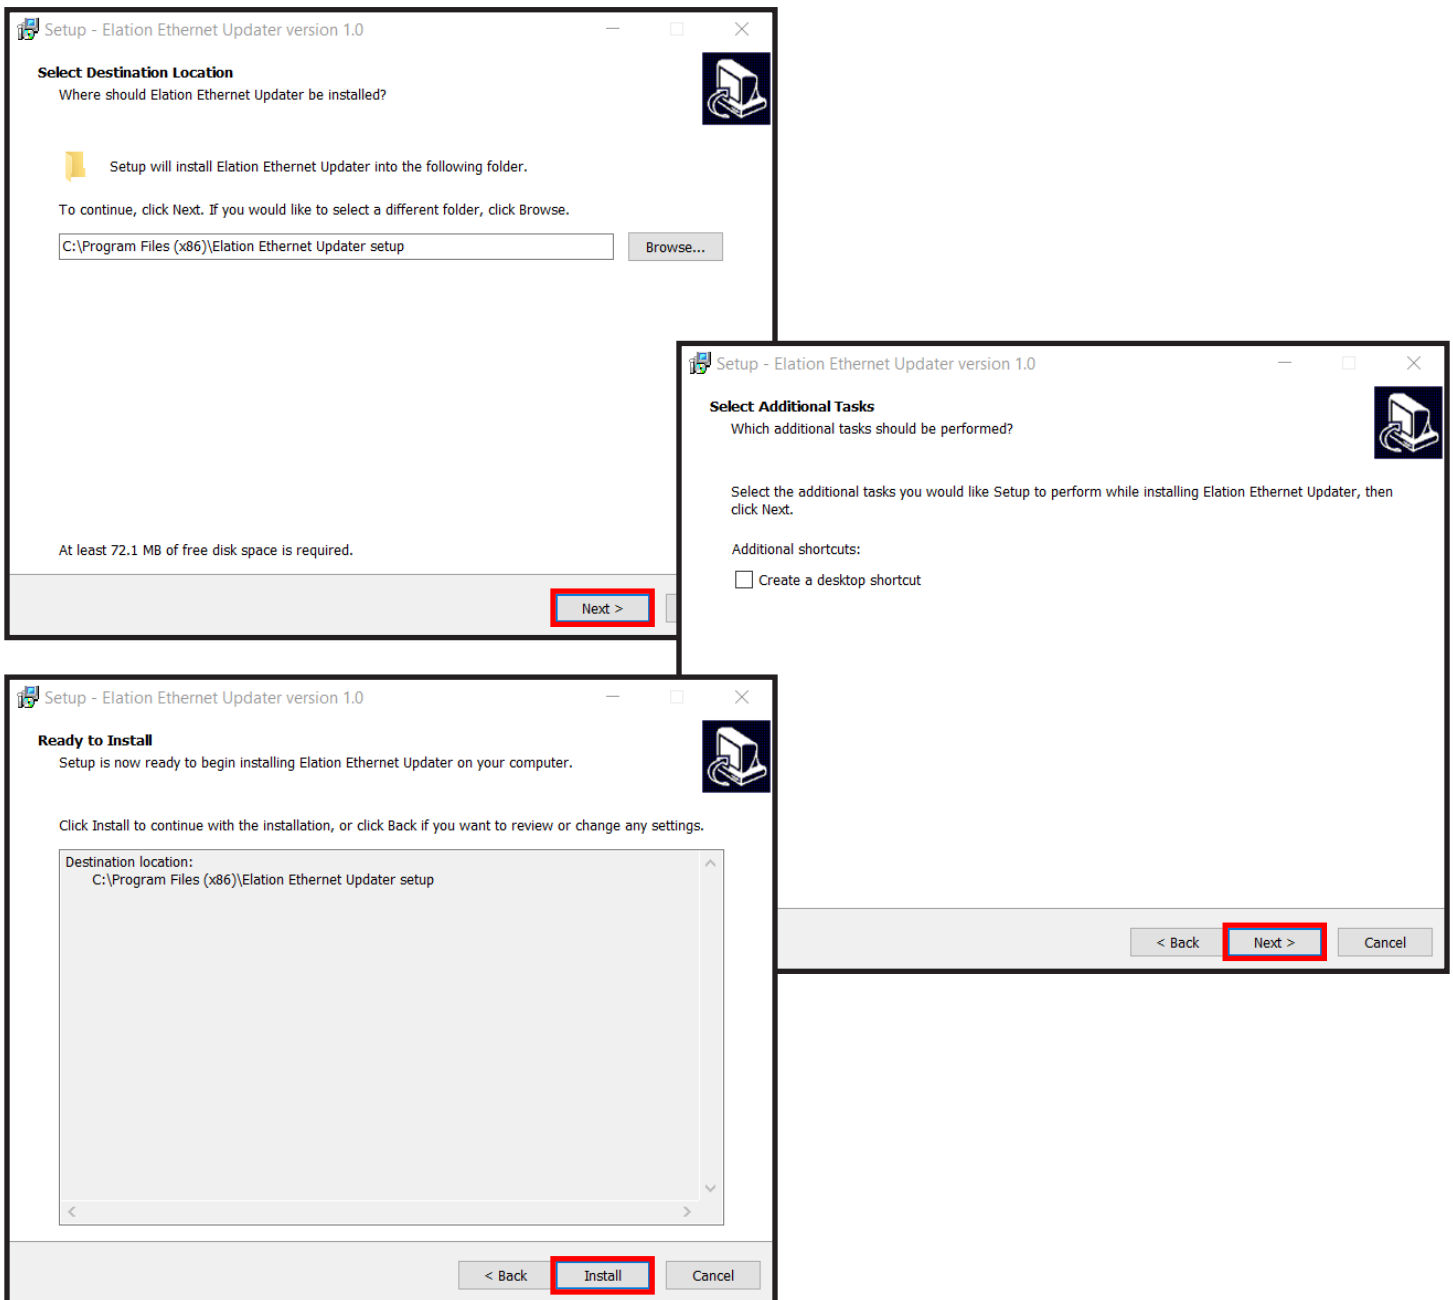 Setup - Elation Ethernet Updater version 1.0
Select Destination Location
Where should Elation Ethernet Updater be installed?
Setup will install Elation Ethernet Updater into the following folder.
To continue, click Next. If you would like to select a different folder, click Browse.
C:\Program Files (x86)\Elation Ethernet Updater setup
Browse...
At least 72.1 MB of free disk space is required.
Next >
Setup - Elation Ethernet Updater version 1.0
Select Additional Tasks
Which additional tasks should be performed?
Select the additional tasks you would like Setup to perform while installing Elation Ethernet Updater, then
click Next.
Additional shortcuts:
Create a desktop shortcut
< Back
Next >
Cancel
Setup - Elation Ethernet Updater version 1.0
Ready to Install
Setup is now ready to begin installing Elation Ethernet Updater on your computer.
Click Install to continue with the installation, or click Back if you want to review or change any settings.
Destination location:
C:\Program Files (x86)\Elation Ethernet Updater setup
< Back
Install
Cancel